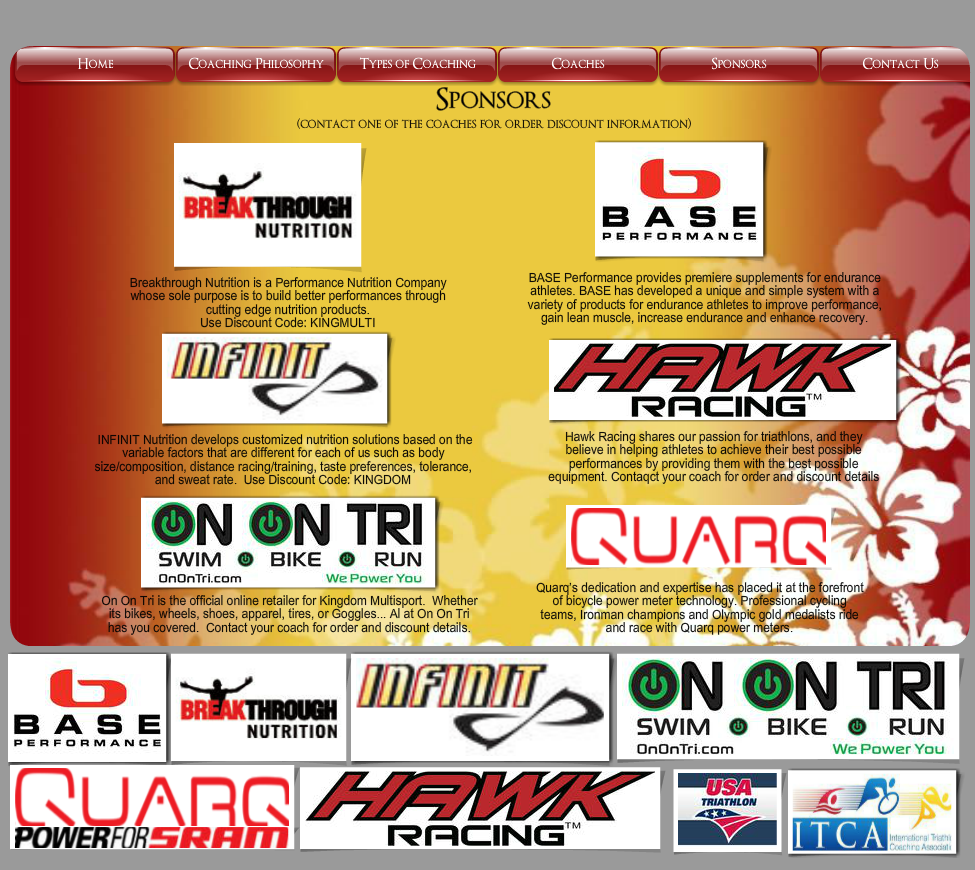 Home Coaching Philosophy Types of Coaching Coaches Sponsors Contact Us
Sponsors
(contact one of the coaches for order discount information)
BREAKTHROUGH
NUTRITION
Breakthrough Nutrition is a Performance Nutrition Company
whose sole purpose is to build better performances through
cutting edge nutrition products.
Use Discount Code: KINGMULTI
BASE
PERFORMANCE
BASE Performance provides premiere supplements for endurance
athletes. BASE has developed a unique and simple system with a
variety of products for endurance athletes to improve performance,
gain lean muscle, increase endurance and enhance recovery.
INFINIT
INFINIT Nutrition develops customized nutrition solutions based on the
variable factors that are different for each of us such as body
size/composition, distance racing/training, taste preferences, tolerance,
and sweat rate. Use Discount Code: KINGDOM
HAWK
RACING™
Hawk Racing shares our passion for triathlons, and they
believe in helping athletes to achieve their best possible
performances by providing them with the best possible
equipment. Contaqct your coach for order and discount details
ON ON TRI
SWIM BIKE RUN
OnOnTri.com We Power You
On On Tri is the official online retailer for Kingdom Multisport. Whether
its bikes, wheels, shoes, apparel, tires, or Goggles... Al at On On Tri
has you covered. Contact your coach for order and discount details.
QUARQ
Quarq's dedication and expertise has placed it at the forefront
of bicycle power meter technology. Professional cycling
teams, Ironman champions and Olympic gold medalists ride
and race with Quarq power meters.
BASE
PERFORMANCE
BREAKTHROUGH
NUTRITION
INFINIT
ON ON TRI
SWIM BIKE RUN
OnOnTri.com We Power You
QUARQ
POWERFORSRAM
HAWK
RACING™
USA
TRIATHLON
ITCA
International Triathl
Coaching Associati